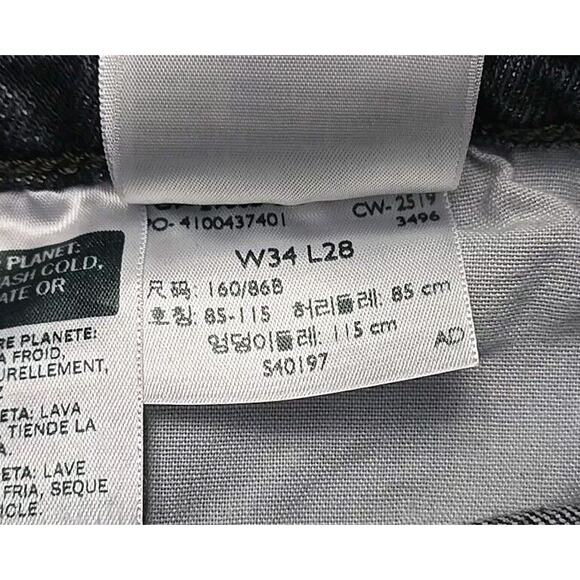 PO- 4100437401
CW- 2519
3496
W34 L28
尺码: 160/86B
호칭: 85-115 허리둘레: 85 cm
엉덩이둘레: 115 cm
S40197
AD
PLANET:
ASH COLD,
ATE OR
RE PLANETE:
A FROID,
URELLEMENT,
ETA: LAVA
TIENDE LA
A.
ETA: LAVE
FRIA, SEQUE
HOLE.